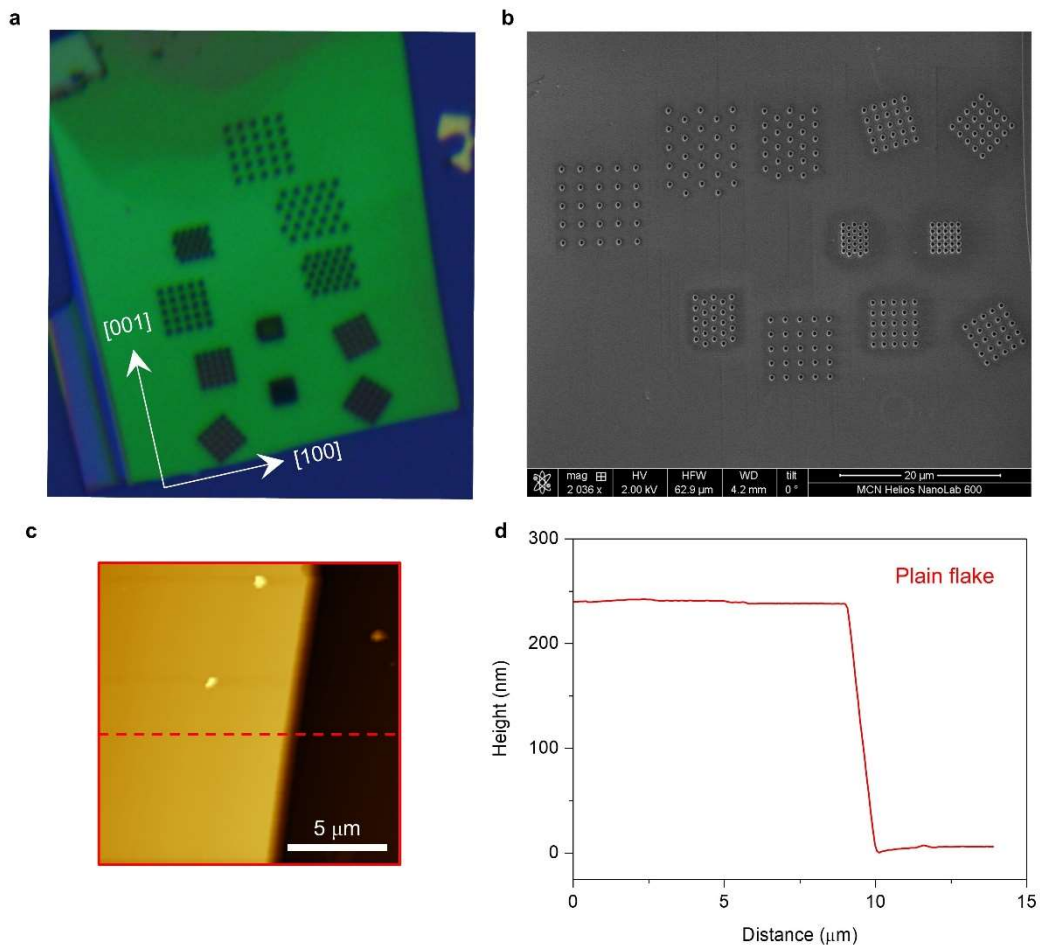 a
[001]
[100]
b
mag HV HFW WD tilt 20 μm
2 036 x 2.00 kV 62.9 μm 4.2 mm 0 ° MCN Helios NanoLab 600
c
5 μm
d
Plain flake
Height (nm)
300
200
100
0
0 5 10 15
Distance (μm)